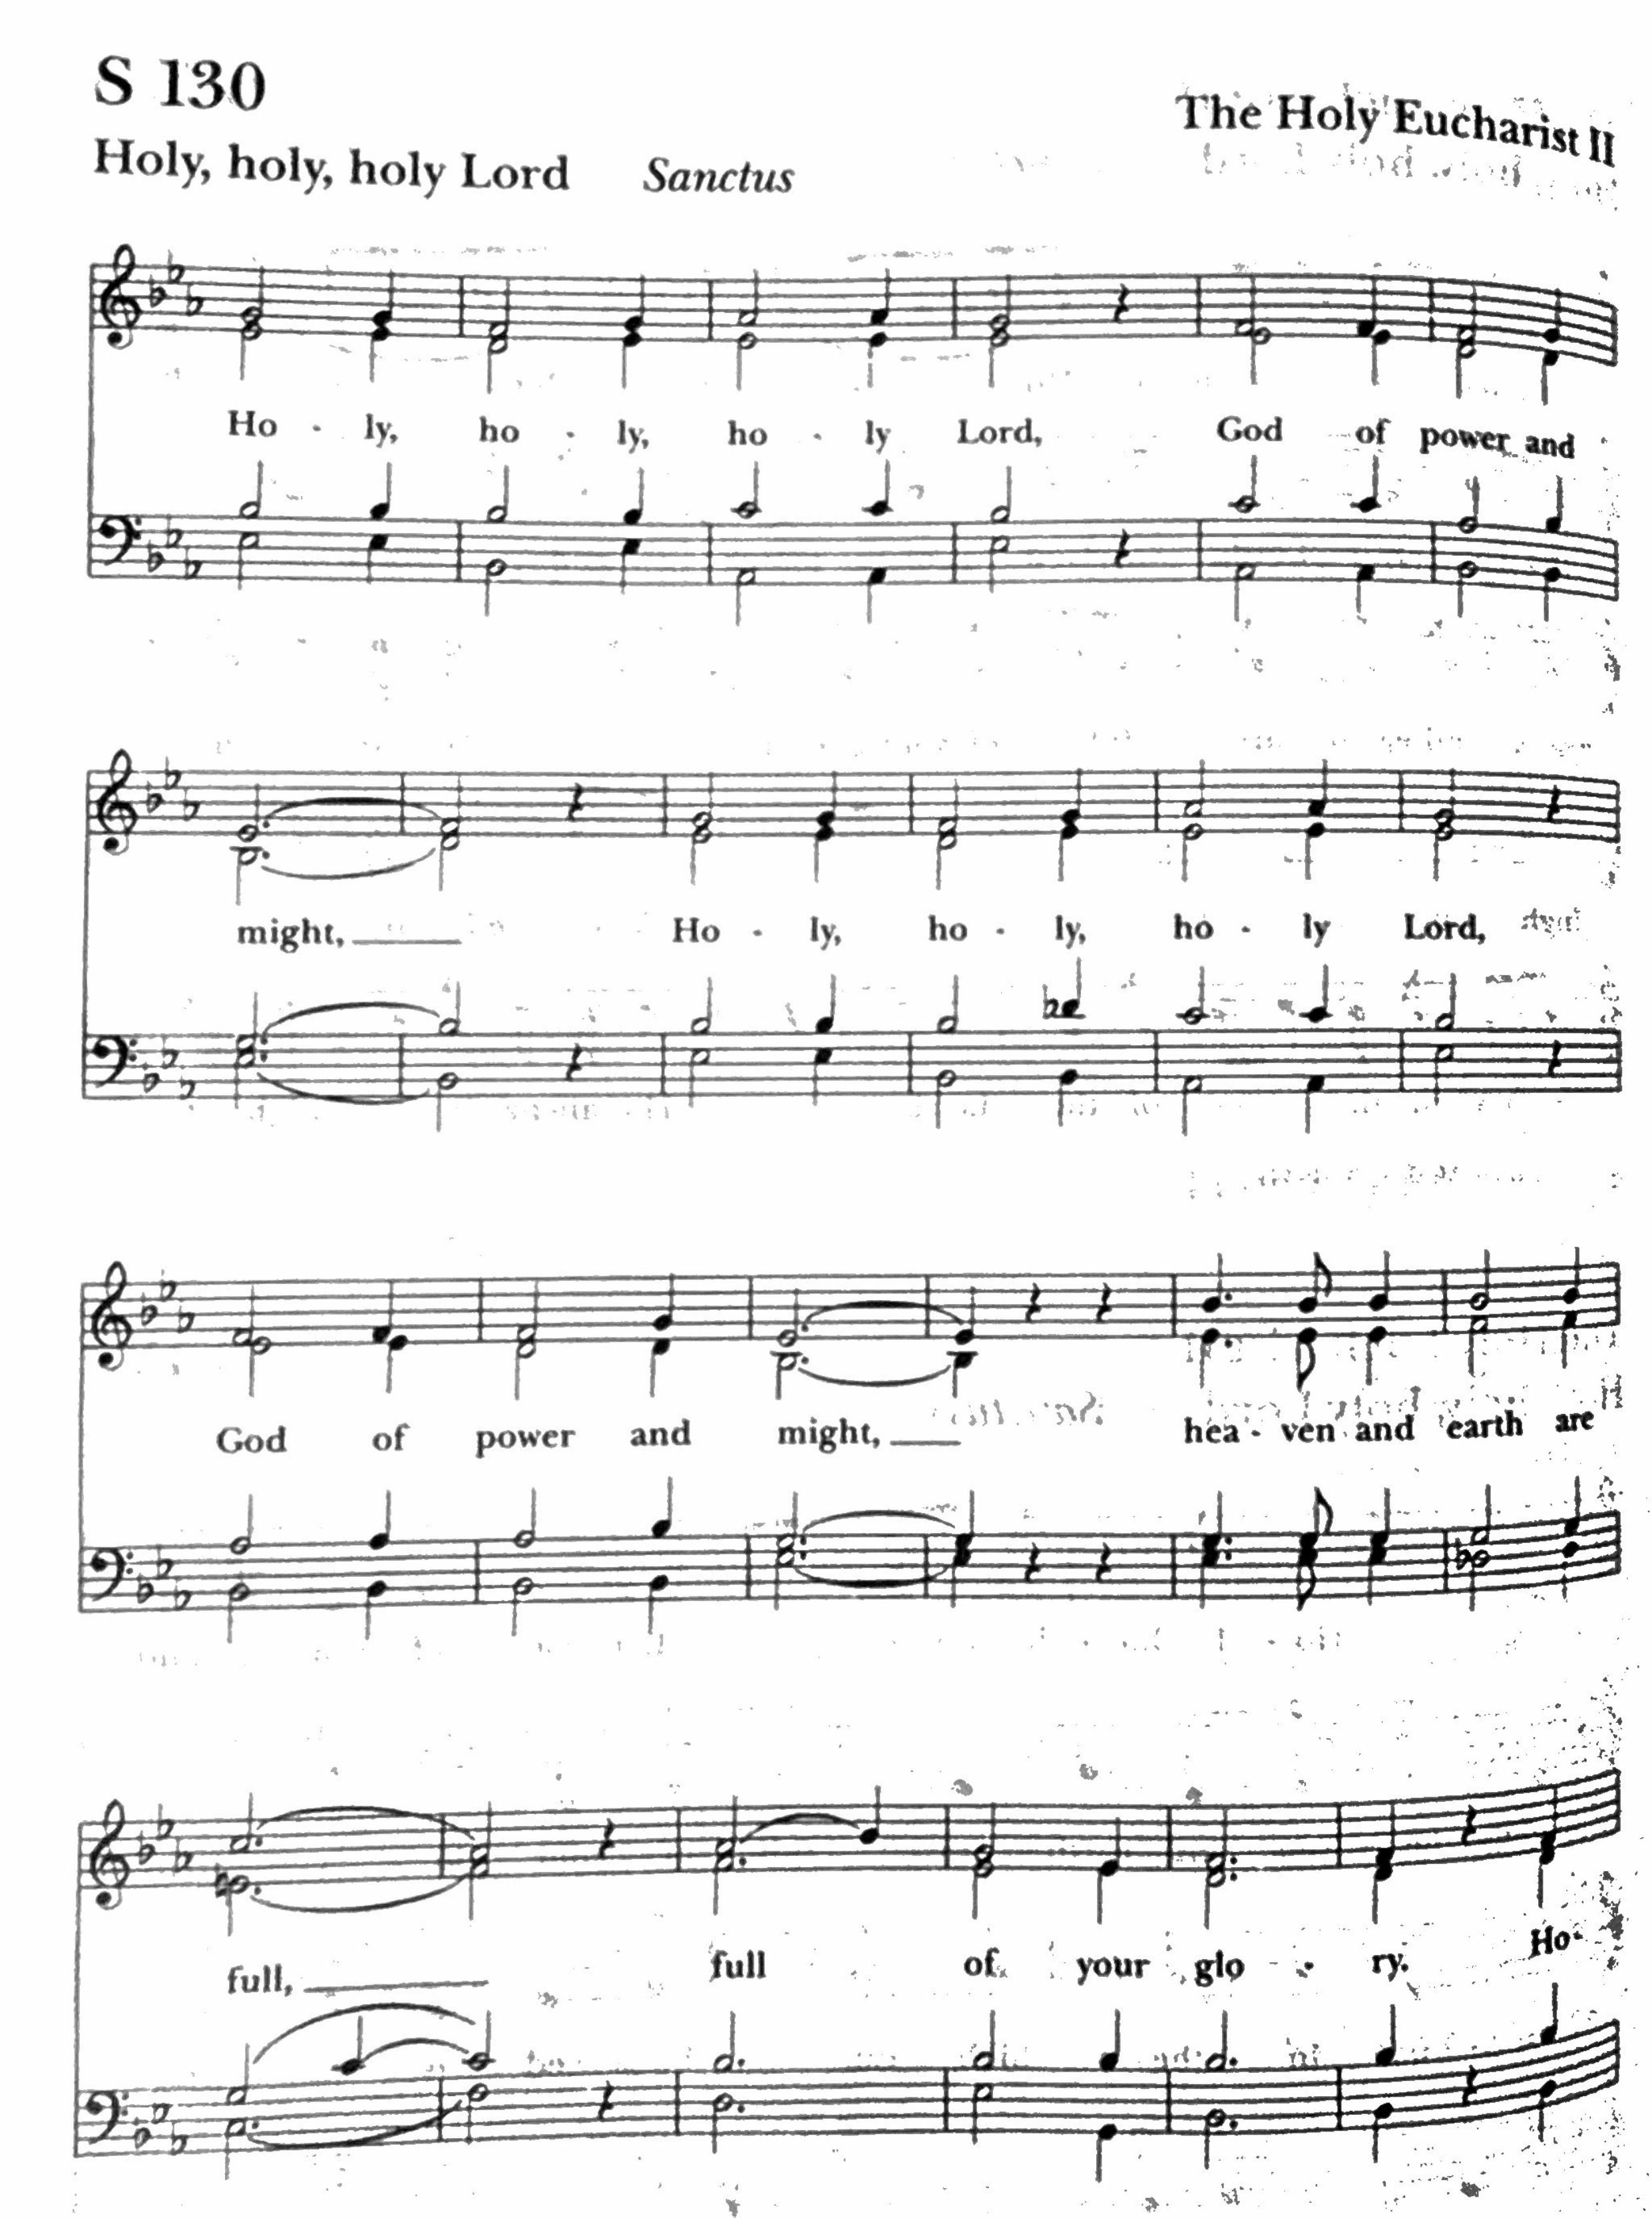 S 130
The Holy Eucharist II
Holy, holy, holy Lord Sanctus
Ho - ly, ho - ly, ho - ly Lord, God of power and
might, Ho - ly, ho - ly, ho - ly Lord,
God of power and might, hea - ven and earth are
full, full of your glo - ry. Ho-